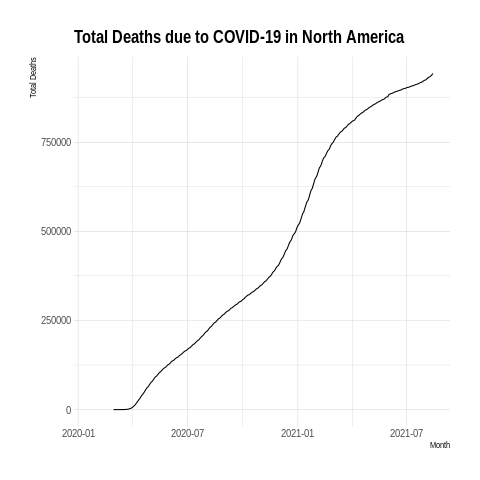 Total Deaths due to COVID-19 in North America
Total Deaths
750000
500000
250000
0
2020-01 2020-07 2021-01 2021-07
Month